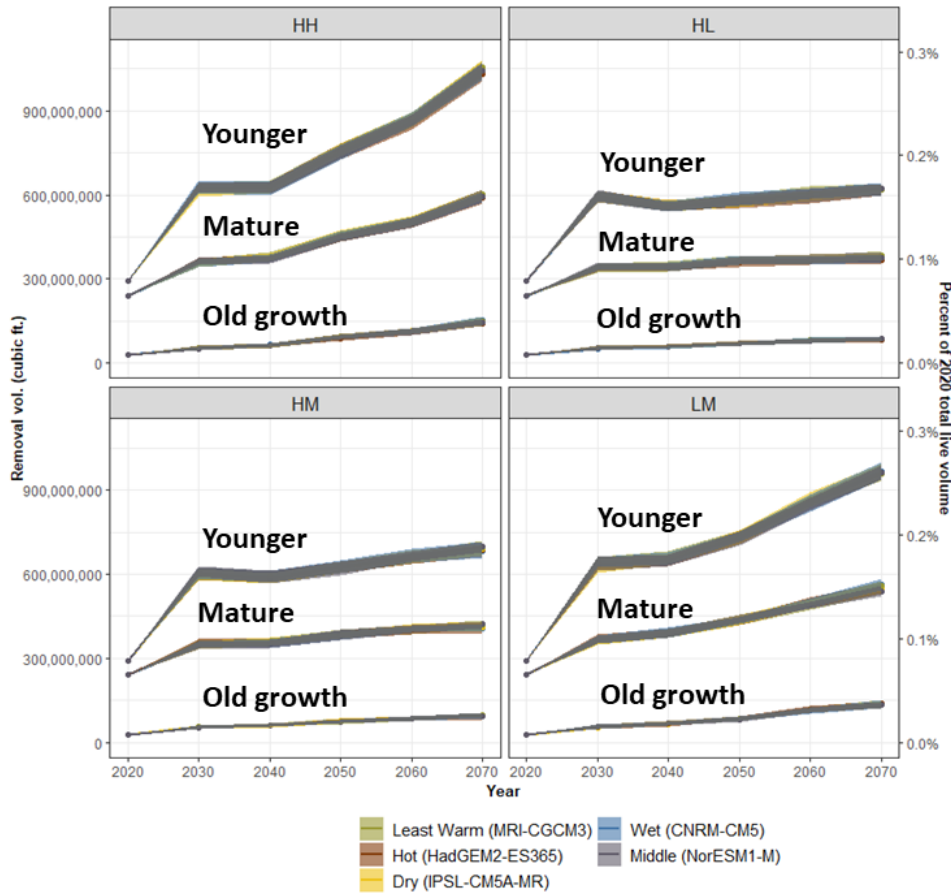 HH
HL
0.3%
900,000,000
Younger
0.2%
Younger
600,000,000
Mature
Mature
0.1%
300,000,000
Old growth
Old growth
0
0.0%
Removal vol. (cubic ft.)
Percent of 2020 total live volume
HM
LM
0.3%
900,000,000
Younger
Younger
0.2%
600,000,000
Mature
Mature
0.1%
300,000,000
Old growth
Old growth
0
0.0%
2020 2030 2040 2050 2060 2070
2020 2030 2040 2050 2060 2070
Year
Least Warm (MRI-CGCM3)
Wet (CNRM-CM5)
Hot (HadGEM2-ES365)
Middle (NorESM1-M)
Dry (IPSL-CM5A-MR)